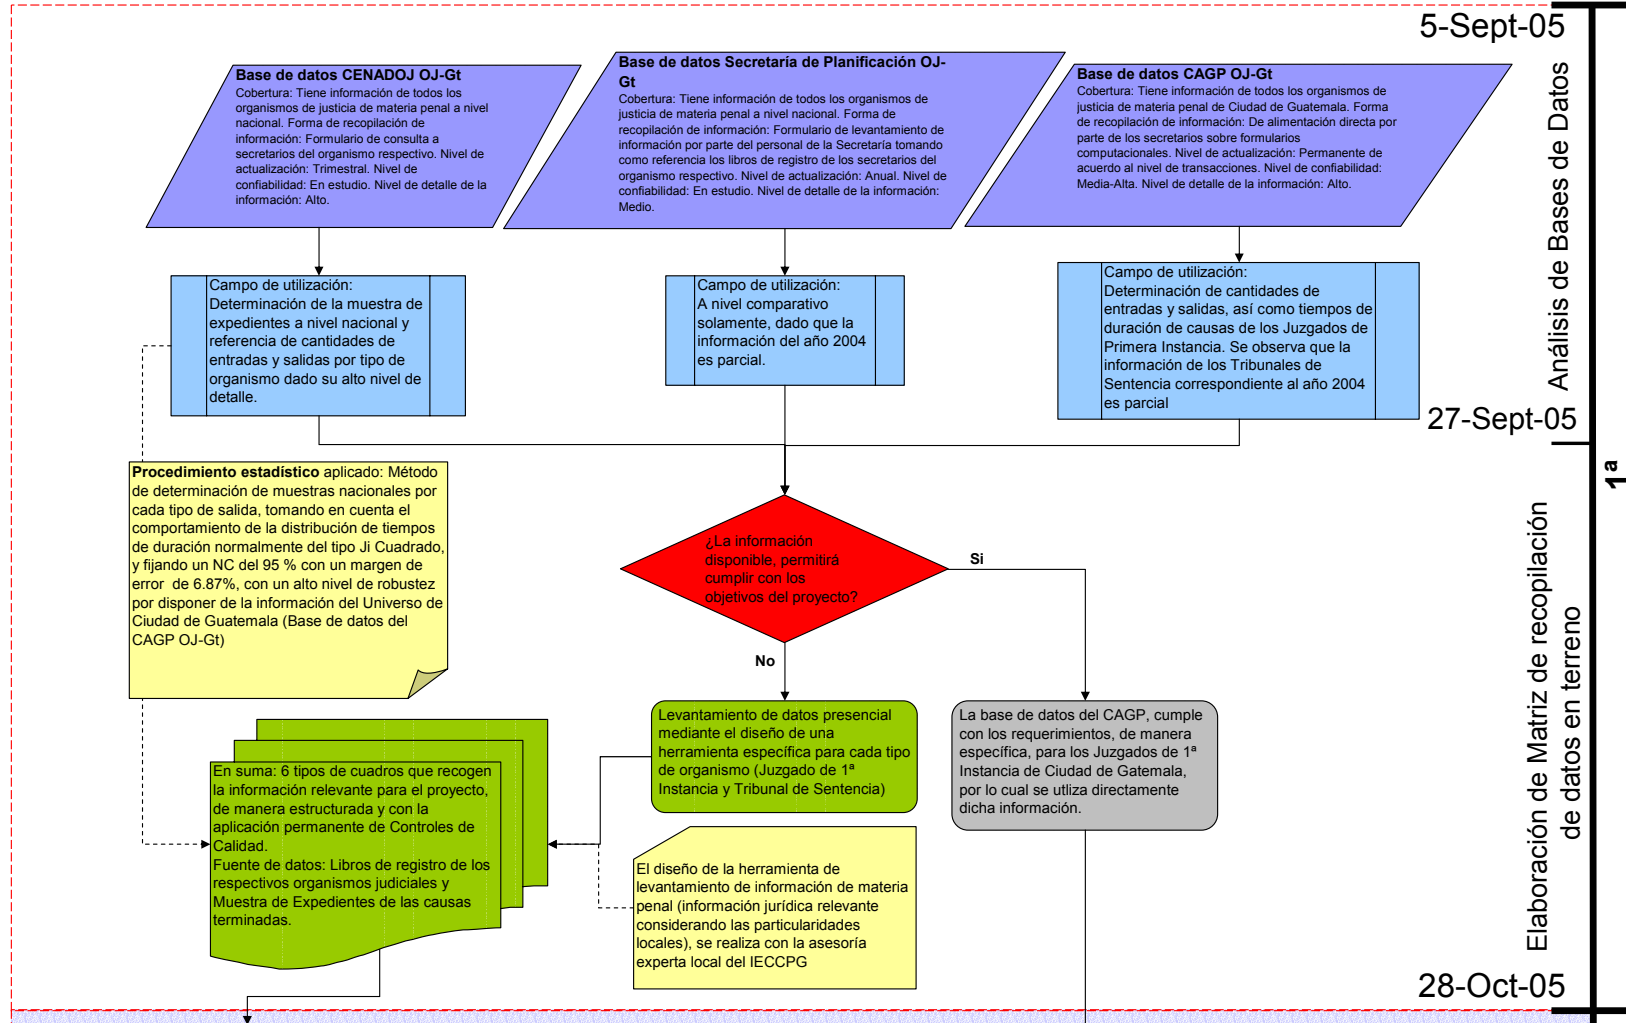 5-Sept-05
Base de datos CENADOJ OJ-Gt
Cobertura: Tiene información de todos los
organismos de justicia de materia penal a nivel
nacional. Forma de recopilación de
información: Formulario de consulta a
secretarios del organismo respectivo. Nivel de
actualización: Trimestral. Nivel de
confiabilidad: En estudio. Nivel de detalle de la
información: Alto.
Base de datos Secretaría de Planificación OJ-
Gt
Cobertura: Tiene información de todos los organismos de
justicia de materia penal a nivel nacional. Forma de
recopilación de información: Formulario de levantamiento de
información por parte del personal de la Secretaría tomando
como referencia los libros de registro de los secretarios del
organismo respectivo. Nivel de actualización: Anual. Nivel de
confiabilidad: En estudio. Nivel de detalle de la información:
Medio.
Base de datos CAGP OJ-Gt
Cobertura: Tiene información de todos los organismos de
justicia de materia penal de Ciudad de Guatemala. Forma
de recopilación de información: De alimentación directa por
parte de los secretarios sobre formularios
computacionales. Nivel de actualización: Permanente de
acuerdo al nivel de transacciones. Nivel de confiabilidad:
Media-Alta. Nivel de detalle de la información: Alto.
Análisis de Bases de Datos
Campo de utilización:
Determinación de la muestra de
expedientes a nivel nacional y
referencia de cantidades de
entradas y salidas por tipo de
organismo dado su alto nivel de
detalle.
Campo de utilización:
A nivel comparativo
solamente, dado que la
información del año 2004
es parcial.
Campo de utilización:
Determinación de cantidades de
entradas y salidas, así como tiempos de
duración de causas de los Juzgados de
Primera Instancia. Se observa que la
información de los Tribunales de
Sentencia correspondiente al año 2004
es parcial
27-Sept-05
1ª
Procedimiento estadístico aplicado: Método
de determinación de muestras nacionales por
cada tipo de salida, tomando en cuenta el
comportamiento de la distribución de tiempos
de duración normalmente del tipo Ji Cuadrado,
y fijando un NC del 95 % con un margen de
error de 6.87%, con un alto nivel de robustez
por disponer de la información del Universo de
Ciudad de Guatemala (Base de datos del
CAGP OJ-Gt)
¿La información
disponible, permitirá
cumplir con los
objetivos del proyecto?
Si
No
Elaboración de Matriz de recopilación
de datos en terreno
Levantamiento de datos presencial
mediante el diseño de una
herramienta específica para cada tipo
de organismo (Juzgado de 1ª
Instancia y Tribunal de Sentencia)
La base de datos del CAGP, cumple
con los requerimientos, de manera
específica, para los Juzgados de 1ª
Instancia de Ciudad de Gatemala,
por lo cual se utliza directamente
dicha información.
En suma: 6 tipos de cuadros que recogen
la información relevante para el proyecto,
de manera estructurada y con la
aplicación permanente de Controles de
Calidad.
Fuente de datos: Libros de registro de los
respectivos organismos judiciales y
Muestra de Expedientes de las causas
terminadas.
El diseño de la herramienta de
levantamiento de información de materia
penal (información jurídica relevante
considerando las particularidades
locales), se realiza con la asesoría
experta local del IECCPG
28-Oct-05